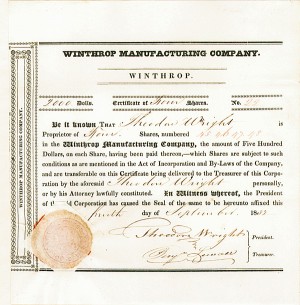 WINTHROP MANUFACTURING COMPANY.
WINTHROP.
2000 Dolls. Certificate of Four Shares. No.
Be it known That Theodore Wright
is Proprietor of Four Shares, numbered
in the Winthrop Manufacturing Company, the amount of Five Hundred
Dollars, on each Share, having been paid thereon,—which Shares are subject to such
conditions as are mentioned in the Act of Incorporation and By-Laws of the Company, and
are transferable on this Certificate being delivered to the Treasurer of this Corpo-
ration by the aforesaid Theodore Wright personally,
or by his Attorney lawfully constituted. In Witness whereof, the President
of the Corporation has caused the Seal of the same to be hereunto affixed this
day of September 18
Theodore Wright President.
Treasurer.
WINTHROP MANUFACTURING COMPANY.